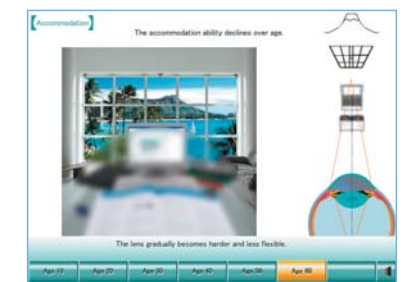 【Accommodation】
The accommodation ability declines over age.
The lens gradually becomes harder and less flexible.
Age 10 Age 20 Age 30 Age 40 Age 50 Age 60